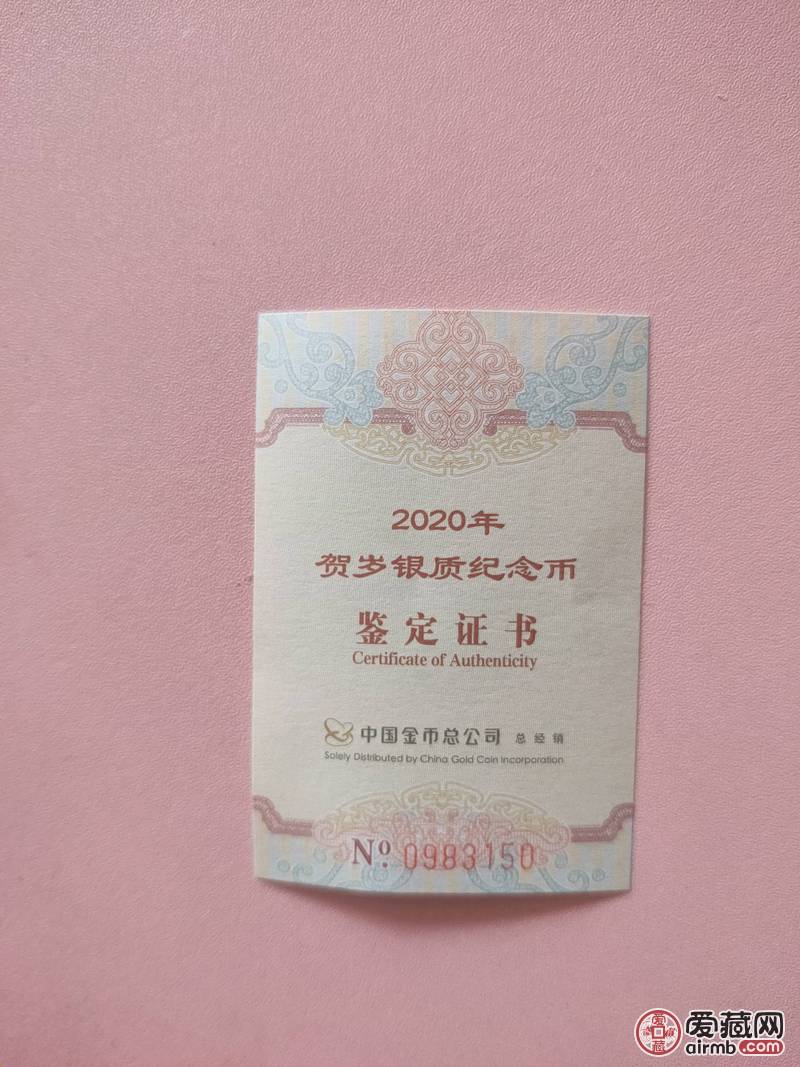 2020年
贺岁银质纪念币
鉴定证书
Certificate of Authenticity
中国金币总公司 总经销
Solely Distributed by China Gold Coin Incorporation
Nº. 0983150
爱藏网
airmb.com